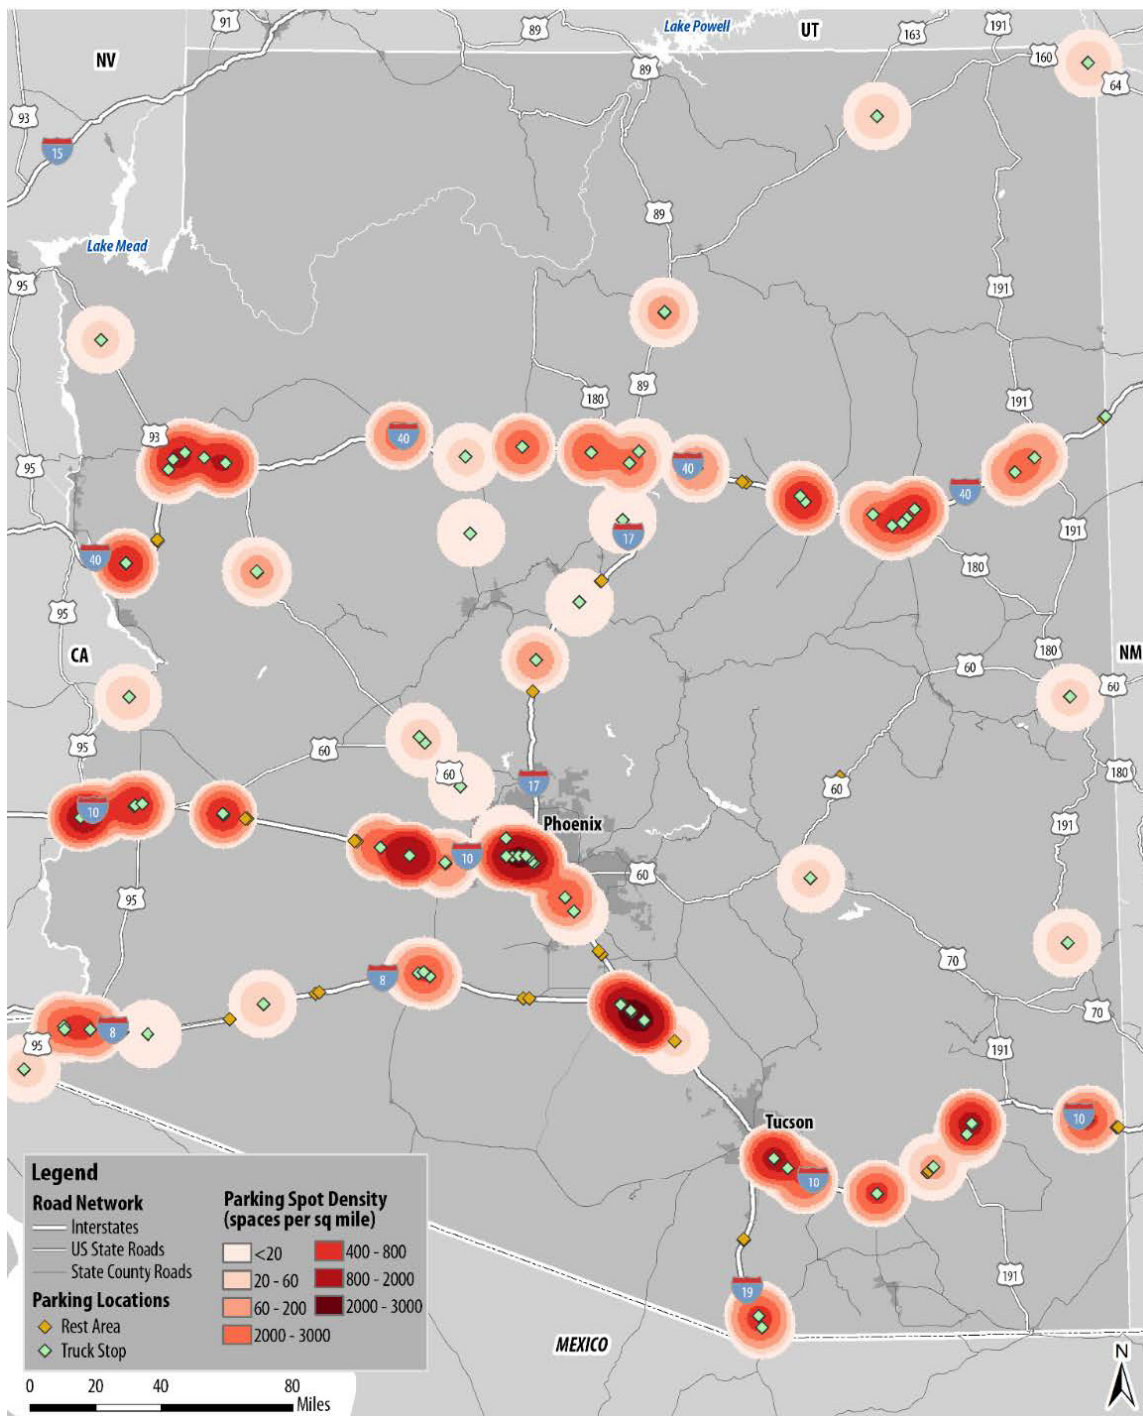 91
89
Lake Powell
UT
163
191
NV
89
160
64
93
15
89
Lake Mead
95
191
180
89
191
93
40
95
40
40
17
191
40
180
95
CA
180
NM
60
60
95
60
60
17
180
10
Phoenix
60
191
10
60
95
70
8
70
8
95
191
Tucson
10
10
191
19
MEXICO
Legend
Road Network
Interstates
US State Roads
State County Roads
Parking Locations
Rest Area
Truck Stop
Parking Spot Density
(spaces per sq mile)
<20
20 - 60
60 - 200
2000 - 3000
400 - 800
800 - 2000
2000 - 3000
0 20 40 80
Miles
N